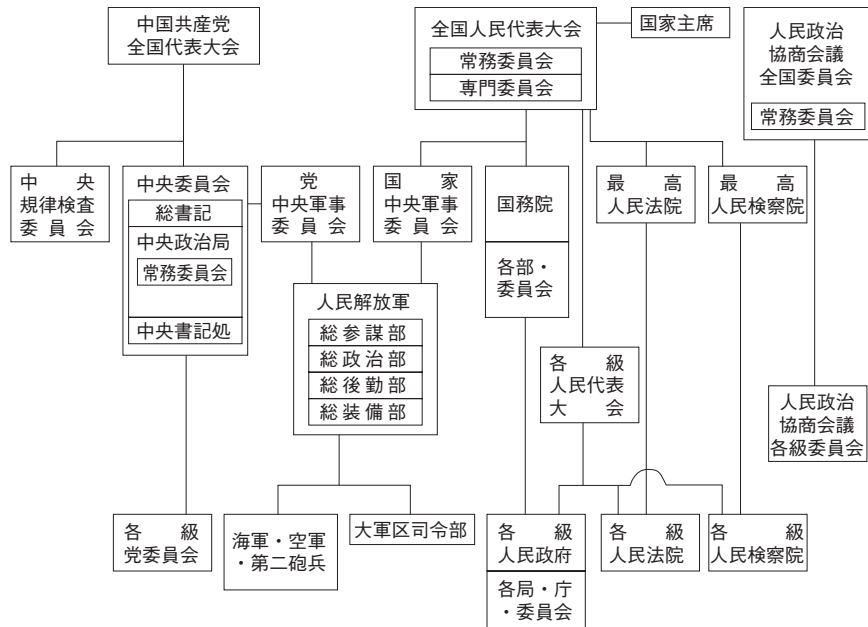 中国共産党
全国代表大会
全国人民代表大会
常務委員会
専門委員会
国家主席
人民政治
協商会議
全国委員会
常務委員会
中央
規律検査
委員会
中央委員会
総書記
中央政治局
常務委員会
中央書記処
党
中央軍事
委員会
国家
中央軍事
委員会
国務院
各部・
委員会
最高
人民法院
最高
人民検察院
人民解放軍
総参謀部
総政治部
総後勤部
総装備部
各級
人民代表
大会
人民政治
協商会議
各級委員会
各級
党委員会
海軍・空軍
・第二砲兵
大軍区司令部
各級
人民政府
各局・庁
・委員会
各級
人民法院
各級
人民検察院